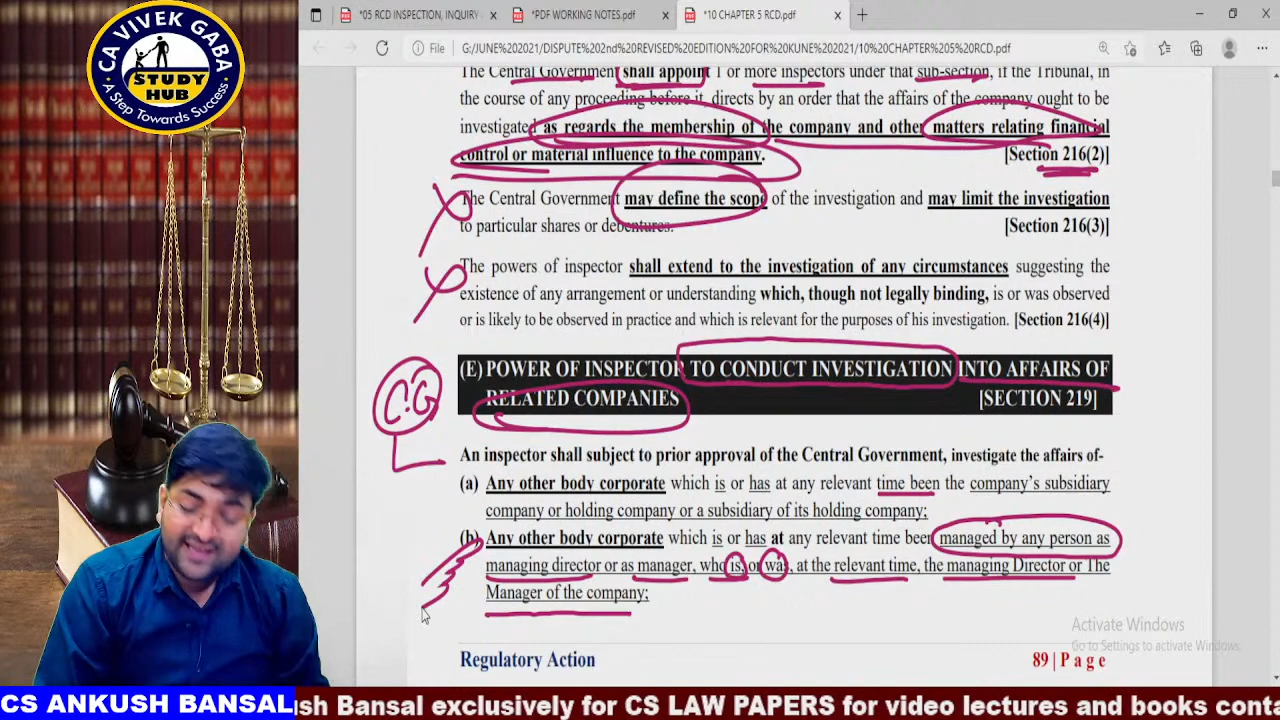 CA VIVEK GABA
STUDY
HUB
A Step Towards Success
*05 RCD INSPECTION, INQUIRY
*PDF WORKING NOTES.pdf
*10 CHAPTER 5 RCD.pdf
File
G:/JUNE%202021/DISPUTE%202nd%20REVISED%20EDITION%20FOR%20KUNE%202021/10%20CHAPTER%205%20RCD.pdf
The Central Government shall appoint 1 or more inspectors under that sub-section, if the Tribunal, in
the course of any proceeding before it, directs by an order that the affairs of the company ought to be
investigated as regards the membership of the company and other matters relating financial
control or material influence to the company. [Section 216(2)]
The Central Government may define the scope of the investigation and may limit the investigation
to particular shares or debentures. [Section 216(3)]
The powers of inspector shall extend to the investigation of any circumstances suggesting the
existence of any arrangement or understanding which, though not legally binding, is or was observed
or is likely to be observed in practice and which is relevant for the purposes of his investigation. [Section 216(4)]
C.G
(E) POWER OF INSPECTOR TO CONDUCT INVESTIGATION INTO AFFAIRS OF
RELATED COMPANIES [SECTION 219]
An inspector shall subject to prior approval of the Central Government, investigate the affairs of-
(a) Any other body corporate which is or has at any relevant time been the company's subsidiary
company or holding company or a subsidiary of its holding company;
(b) Any other body corporate which is or has at any relevant time been managed by any person as
managing director or as manager, who is, or was, at the relevant time, the managing Director or The
Manager of the company;
Activate Windows
Go to Settings to activate Windows.
Regulatory Action 89 | P a g e
CS ANKUSH BANSAL
sh Bansal exclusively for CS LAW PAPERS for video lectures and books conta